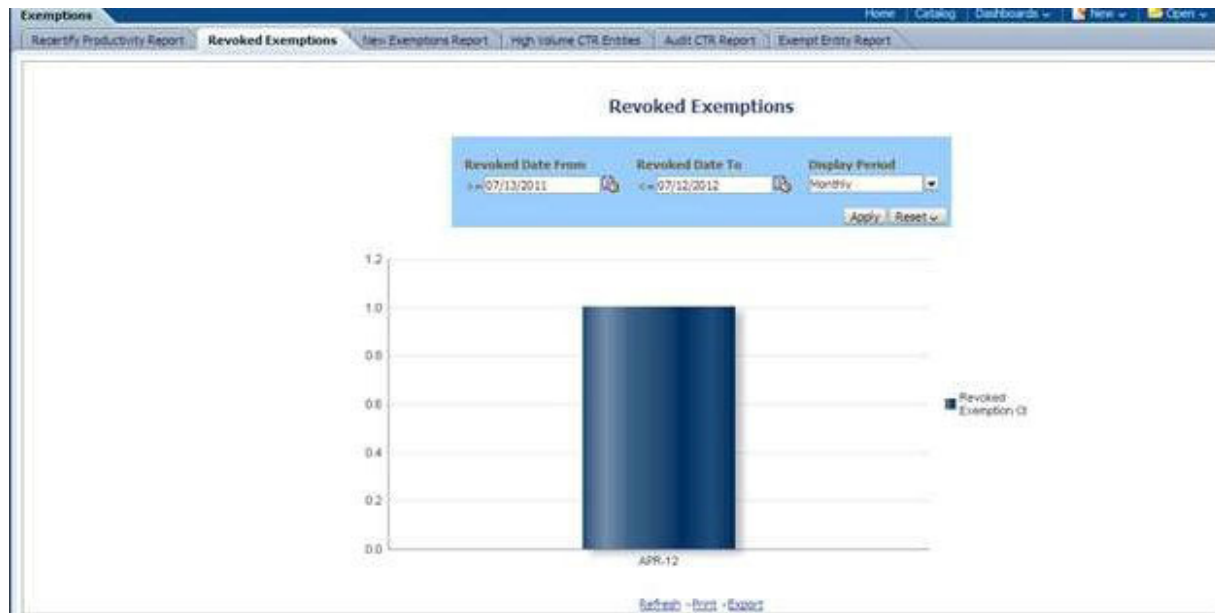 Exemptions
Home Catalog Dashboards New Open
Recertify Productivity Report Revoked Exemptions New Exemptions Report High Volume CTR Entities Audit CTR Report Exempt Entity Report
Revoked Exemptions
Revoked Date From Revoked Date To Display Period
>= 07/13/2011 <= 07/12/2012 Monthly
Apply Reset
1.2
1.0
0.8
0.6
0.4
0.2
0.0
Revoked
Exemption Ct
APR-12
Refresh - Print - Export